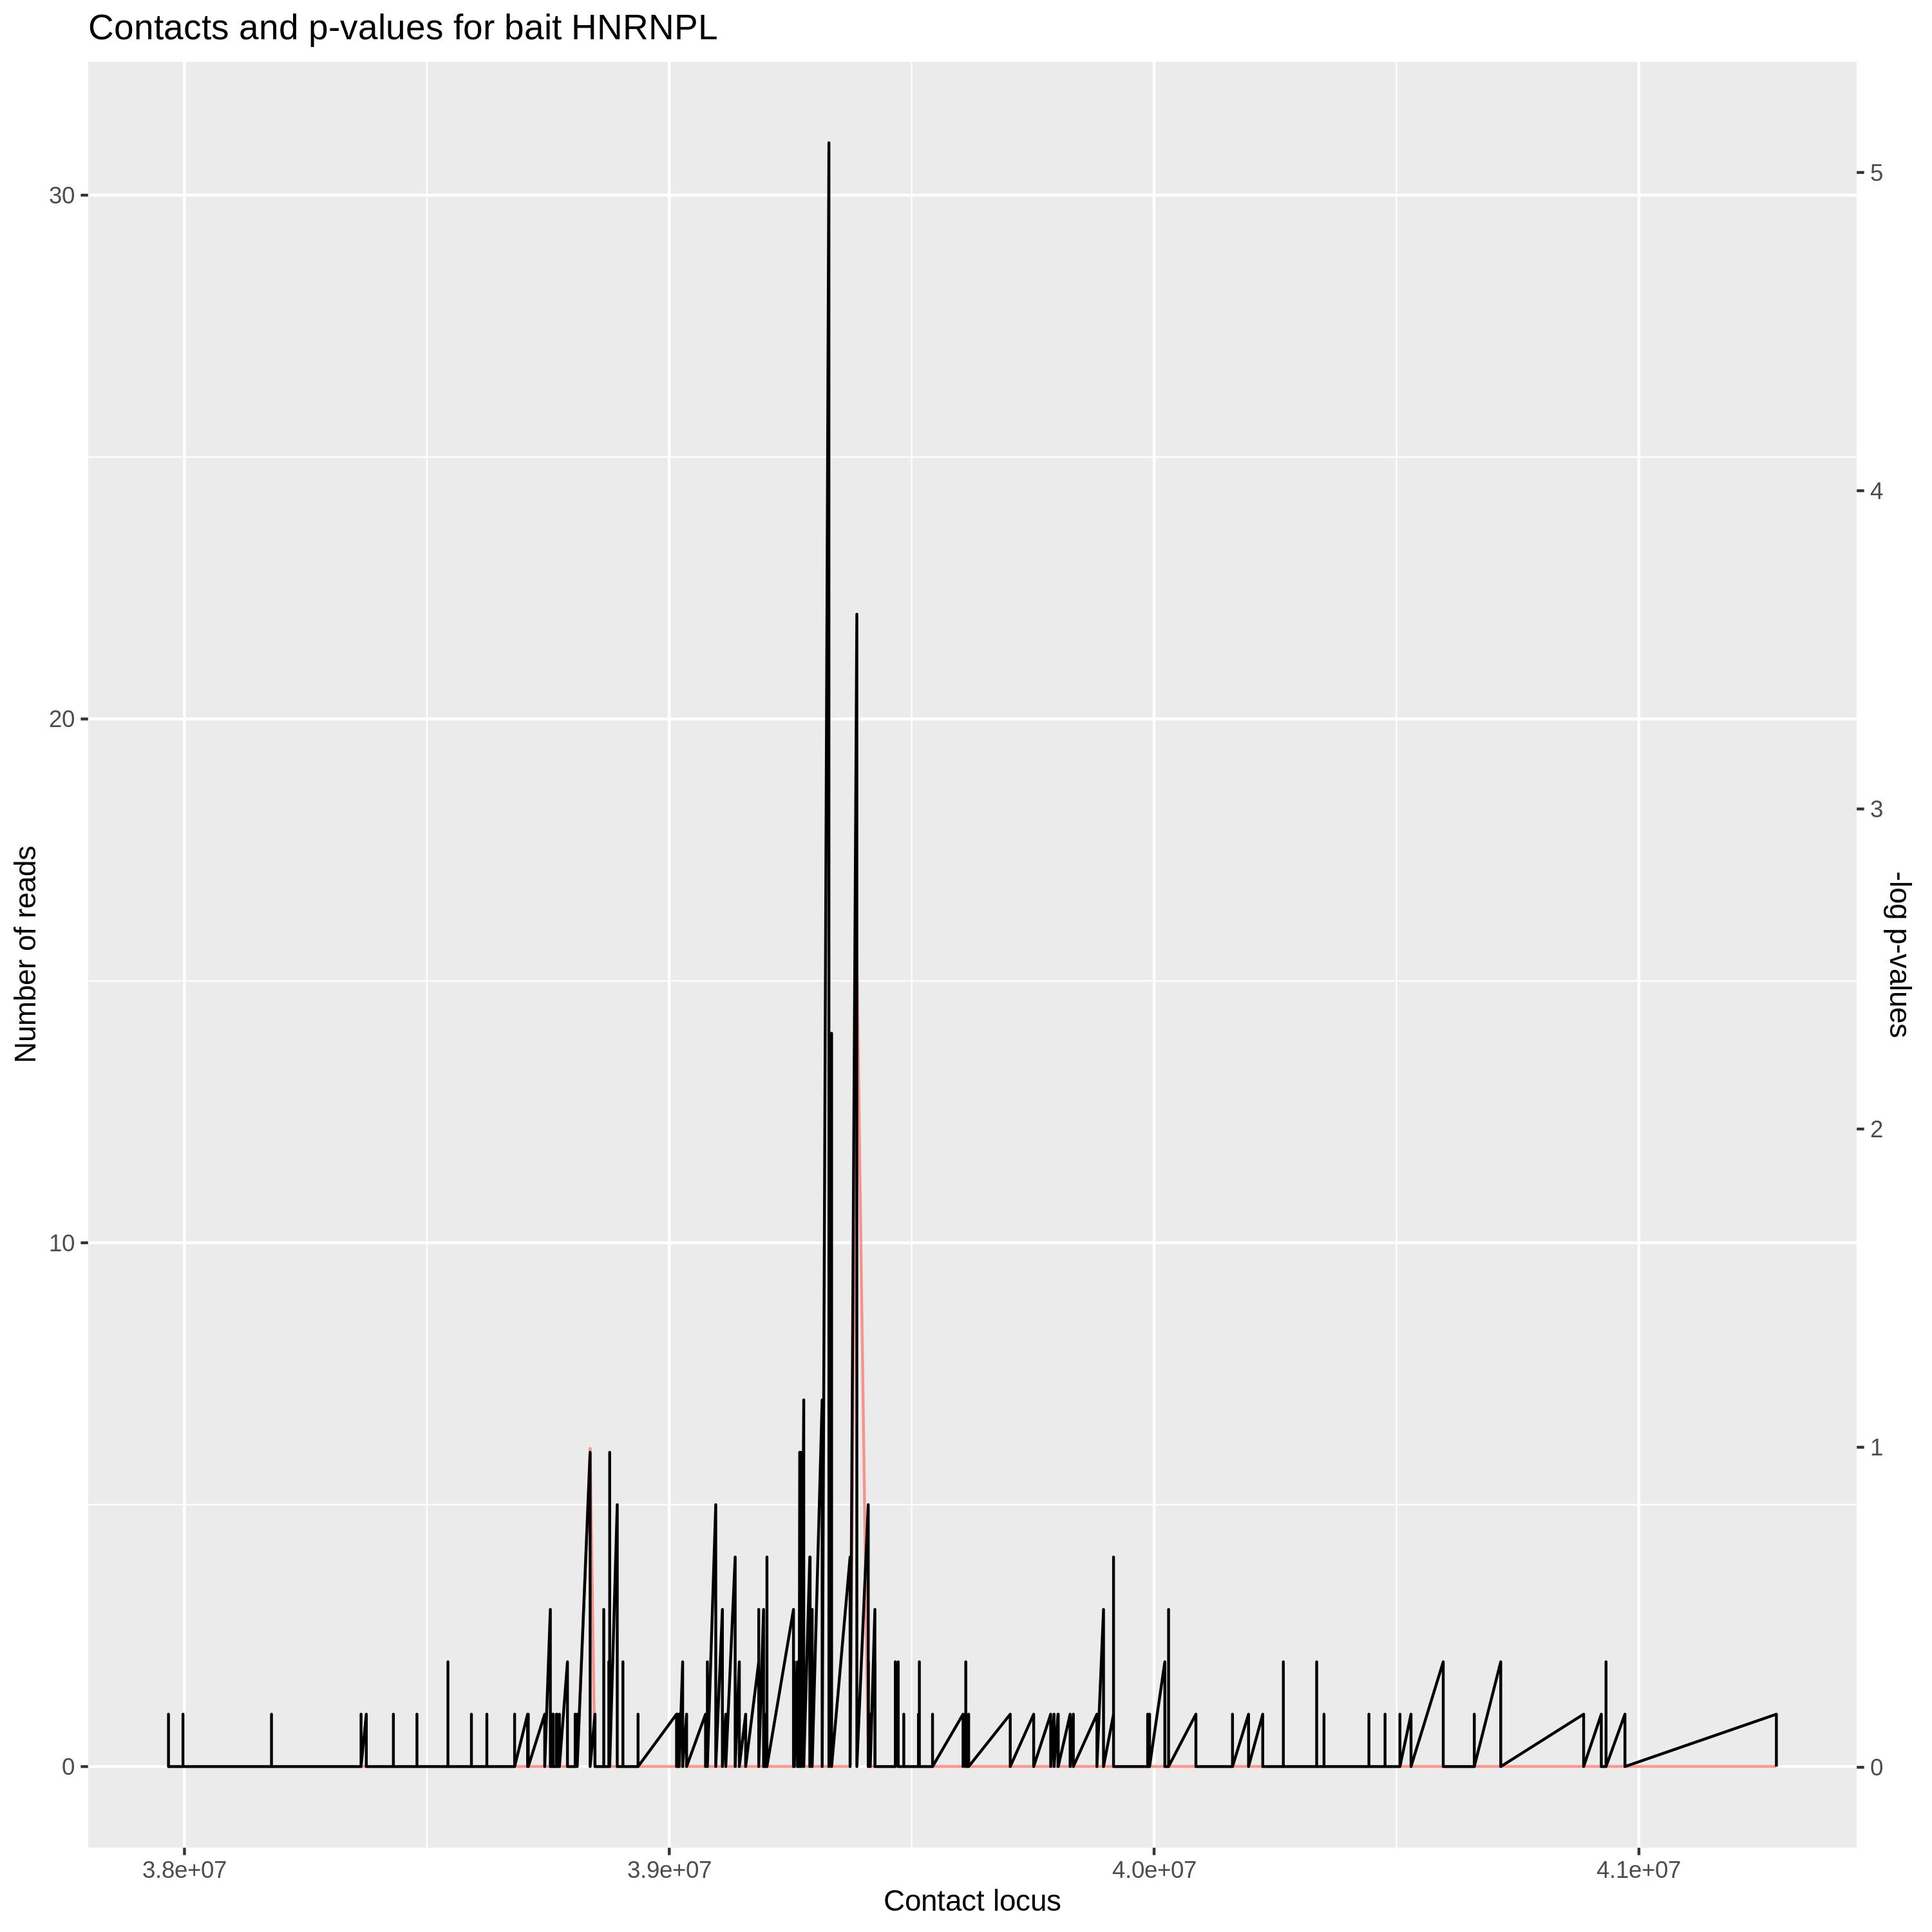 Contacts and p-values for bait HNRNPL
30
20
10
0
Number of reads
5
4
3
2
1
0
-log p-values
3.8e+07 3.9e+07 4.0e+07 4.1e+07
Contact locus